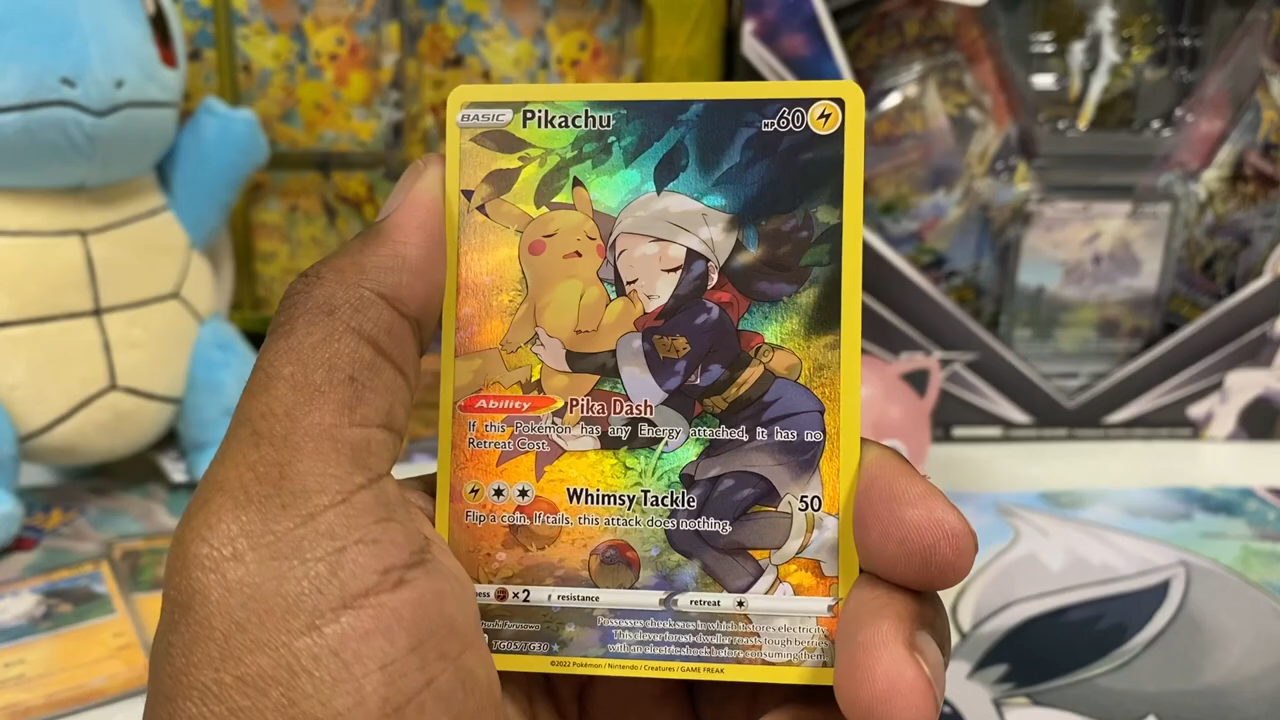 BASIC Pikachu HP60
Ability Pika Dash
If this Pokémon has any Energy attached, it has no
Retreat Cost.
Whimsy Tackle 50
Flip a coin. If tails, this attack does nothing.
×2 resistance retreat
Furusawa
TG05/TG30
Possesses cheek sacs in which it stores electricity.
This clever forest-dweller roasts tough berries
with an electric shock before consuming them.
©2022 Pokémon / Nintendo / Creatures / GAME FREAK